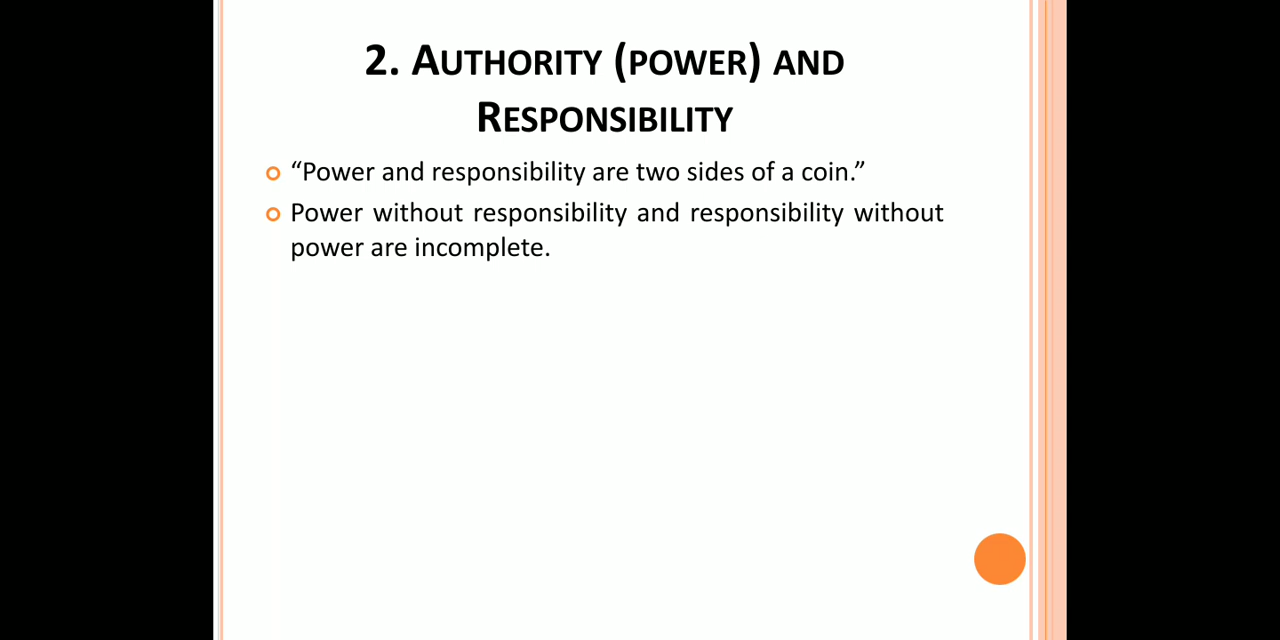 2. Authority (power) and
Responsibility
“Power and responsibility are two sides of a coin.”
Power without responsibility and responsibility without
power are incomplete.